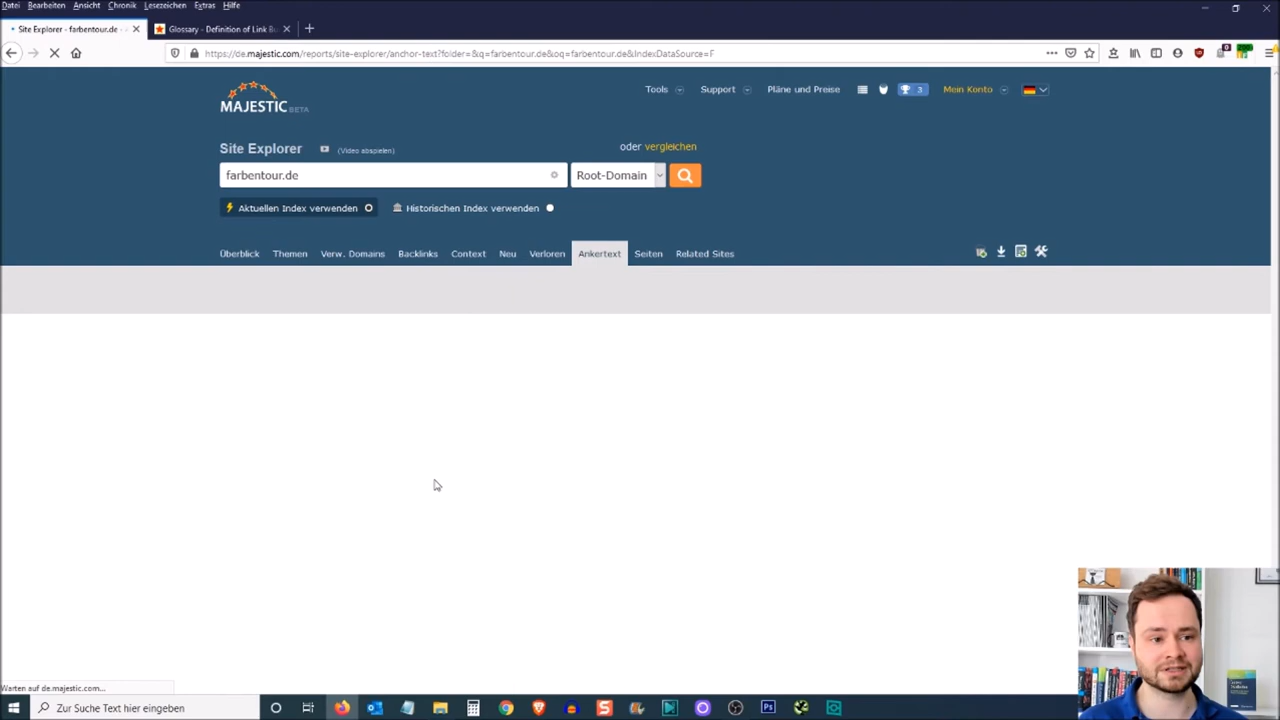 Datei Bearbeiten Ansicht Chronik Lesezeichen Extras Hilfe
Site Explorer - farbentour.de -
Glossary - Definition of Link Bu
https://de.majestic.com/reports/site-explorer/anchor-text?folder=&q=farbentour.de&oq=farbentour.de&IndexDataSource=F
MAJESTIC BETA
Tools Support Pläne und Preise 3 Mein Konto
Site Explorer (Video abspielen) oder vergleichen
farbentour.de Root-Domain
Aktuellen Index verwenden Historischen Index verwenden
Überblick Themen Verw. Domains Backlinks Context Neu Verloren Ankertext Seiten Related Sites
Warten auf de.majestic.com...
Zur Suche Text hier eingeben
Ps